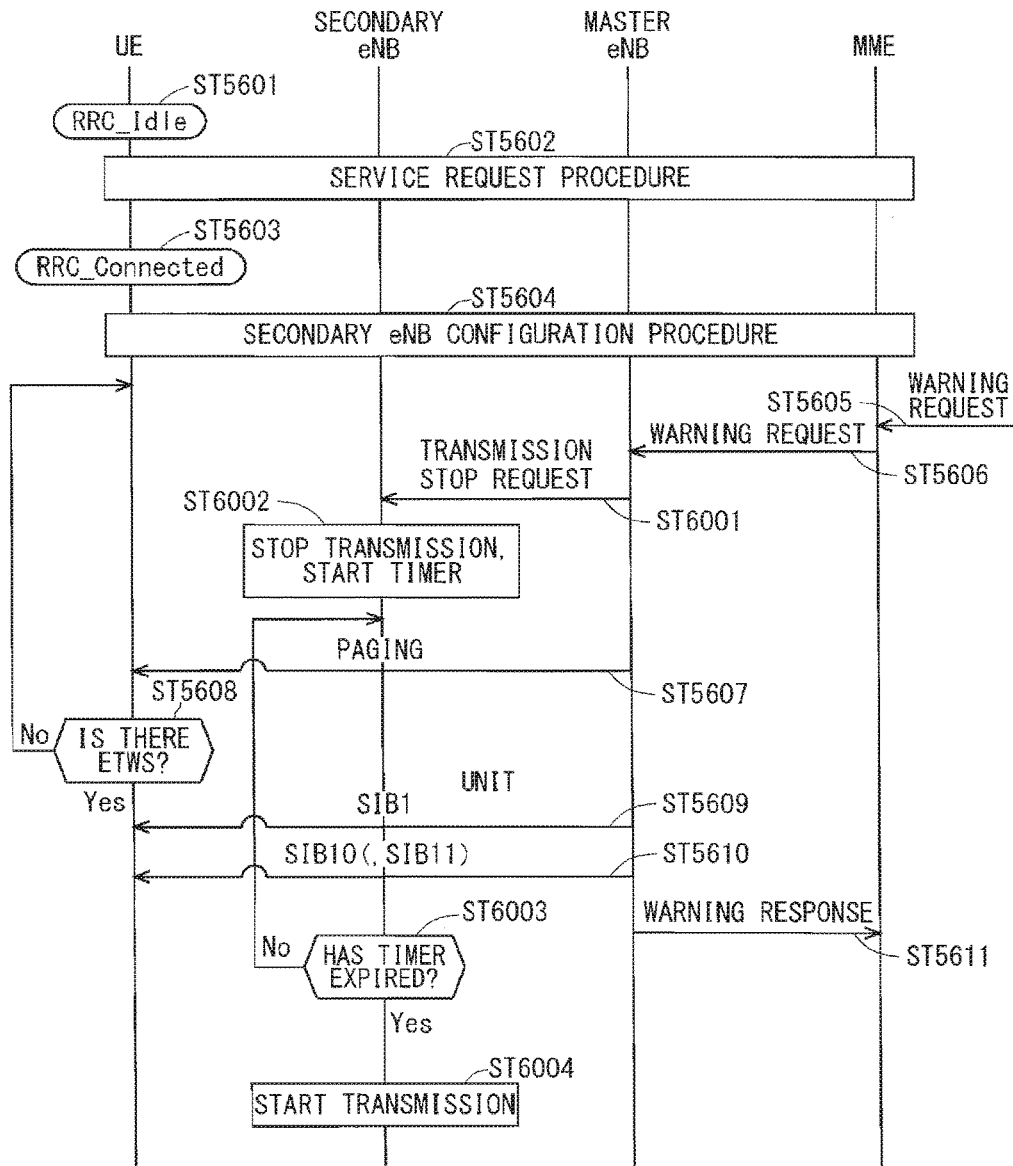 SECONDARY
eNB
MASTER
eNB
UE
MME
ST5601
RRC_Idle
ST5602
SERVICE REQUEST PROCEDURE
ST5603
RRC_Connected
ST5604
SECONDARY eNB CONFIGURATION PROCEDURE
WARNING
REQUEST
ST5605
WARNING REQUEST
ST5606
TRANSMISSION
STOP REQUEST
ST6001
ST6002
STOP TRANSMISSION,
START TIMER
PAGING
ST5607
ST5608
No
IS THERE
ETWS?
Yes
UNIT
SIB1
ST5609
SIB10(,SIB11)
ST5610
ST6003
WARNING RESPONSE
ST5611
No
HAS TIMER
EXPIRED?
Yes
ST6004
START TRANSMISSION